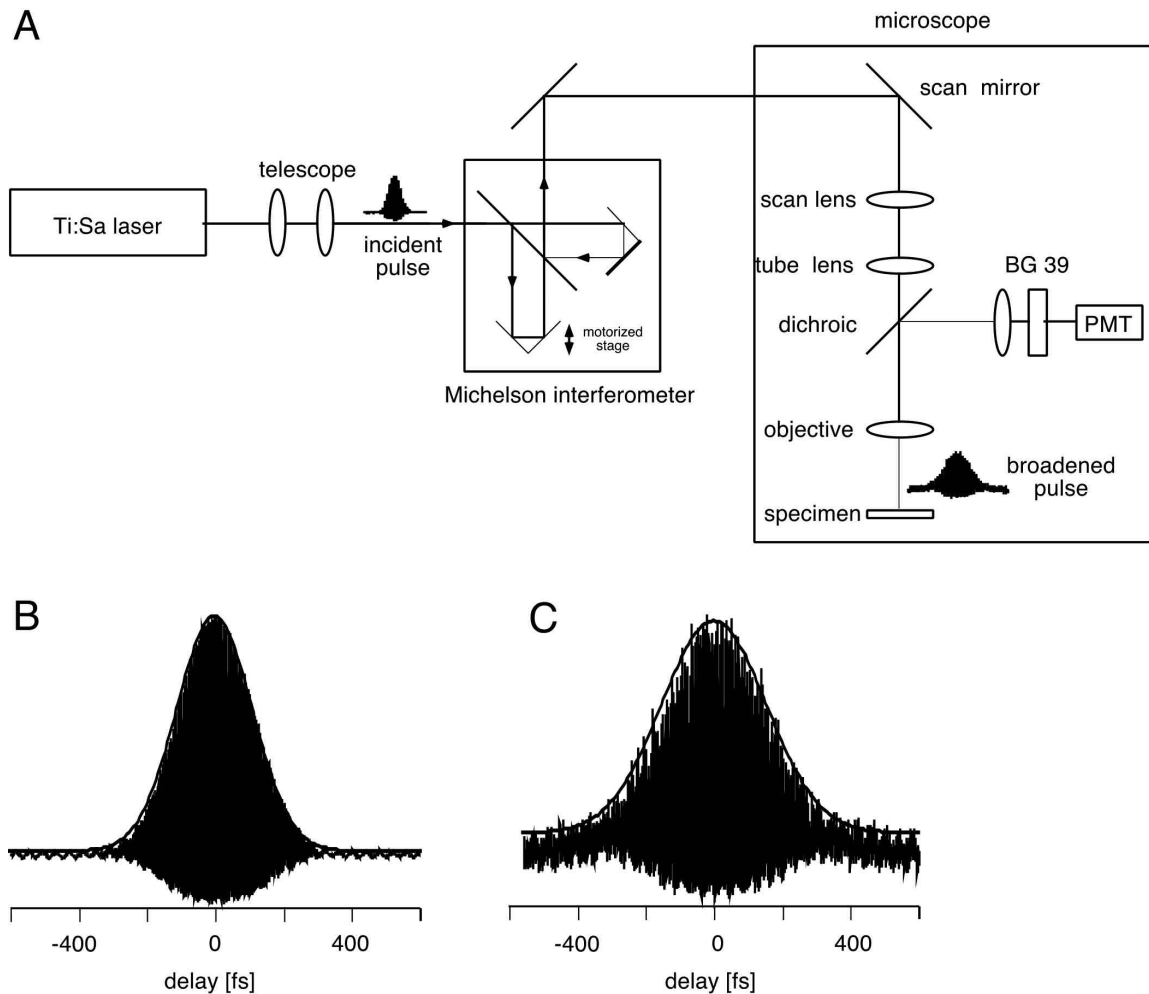 A
microscope
scan mirror
telescope
Ti:Sa laser
incident
pulse
scan lens
tube lens
BG 39
dichroic
PMT
motorized
stage
Michelson interferometer
objective
broadened
pulse
specimen
B
C
-400
0
400
delay [fs]
-400
0
400
delay [fs]